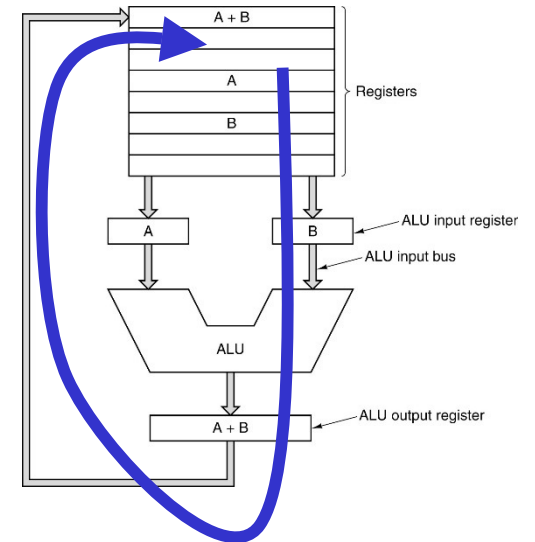 A + B
A
Registers
B
A
B
ALU input register
ALU input bus
ALU
ALU output register
A + B